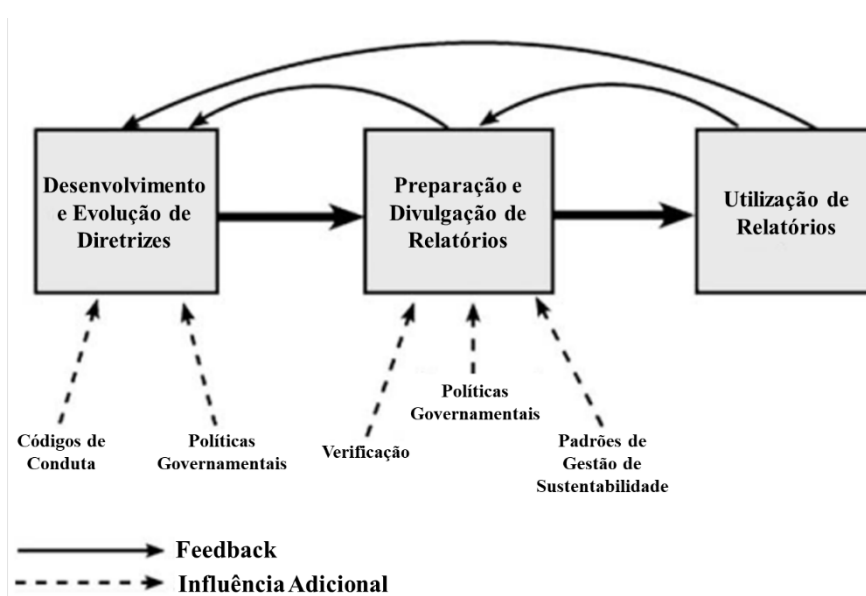 Desenvolvimento
e Evolução de
Diretrizes
Preparação e
Divulgação de
Relatórios
Utilização de
Relatórios
Códigos de
Conduta
Políticas
Governamentais
Verificação
Políticas
Governamentais
Padrões de
Gestão de
Sustentabilidade
Feedback
Influência Adicional